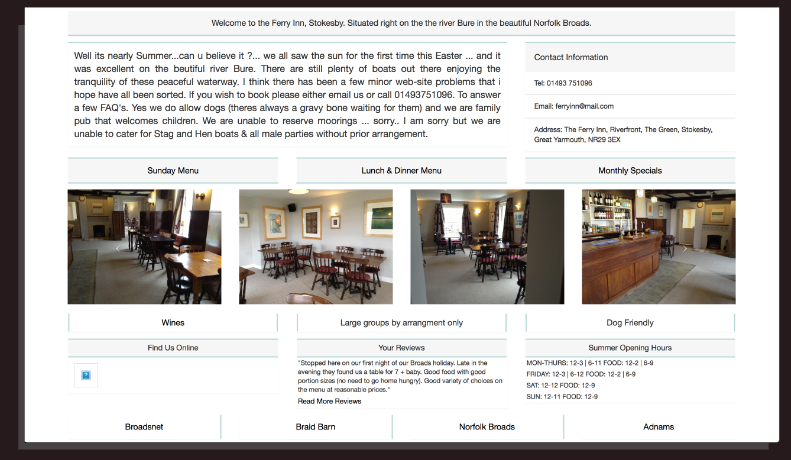 Welcome to the Ferry Inn, Stokesby. Situated right on the the river Bure in the beautiful Norfolk Broads.
Well its nearly Summer...can u believe it ?... we all saw the sun for the first time this Easter ... and it
was excellent on the beutiful river Bure. There are still plenty of boats out there enjoying the
tranquility of these peaceful waterway. I think there has been a few minor web-site problems that i
hope have all been sorted. If you wish to book please either email us or call 01493751096. To answer
a few FAQ's. Yes we do allow dogs (theres always a gravy bone waiting for them) and we are family
pub that welcomes children. We are unable to reserve moorings ... sorry.. I am sorry but we are
unable to cater for Stag and Hen boats & all male parties without prior arrangement.
Contact Information
Tel: 01493 751096
Email: ferryinn@mail.com
Address: The Ferry Inn, Riverfront, The Green, Stokesby,
Great Yarmouth, NR29 3EX
Sunday Menu
Lunch & Dinner Menu
Monthly Specials
Wines
Large groups by arrangment only
Dog Friendly
Find Us Online
Your Reviews
"Stopped here on our first night of our Broads holiday. Late in the
evening they found us a table for 7 + baby. Good food with good
portion sizes (no need to go home hungry). Good variety of choices on
the menu at reasonable prices."
Read More Reviews
Summer Opening Hours
MON-THURS: 12-3 | 6-11 FOOD: 12-2 | 6-9
FRIDAY: 12-3 | 6-12 FOOD: 12-2 | 6-9
SAT: 12-12 FOOD: 12-9
SUN: 12-11 FOOD: 12-9
Broadsnet
Braid Barn
Norfolk Broads
Adnams